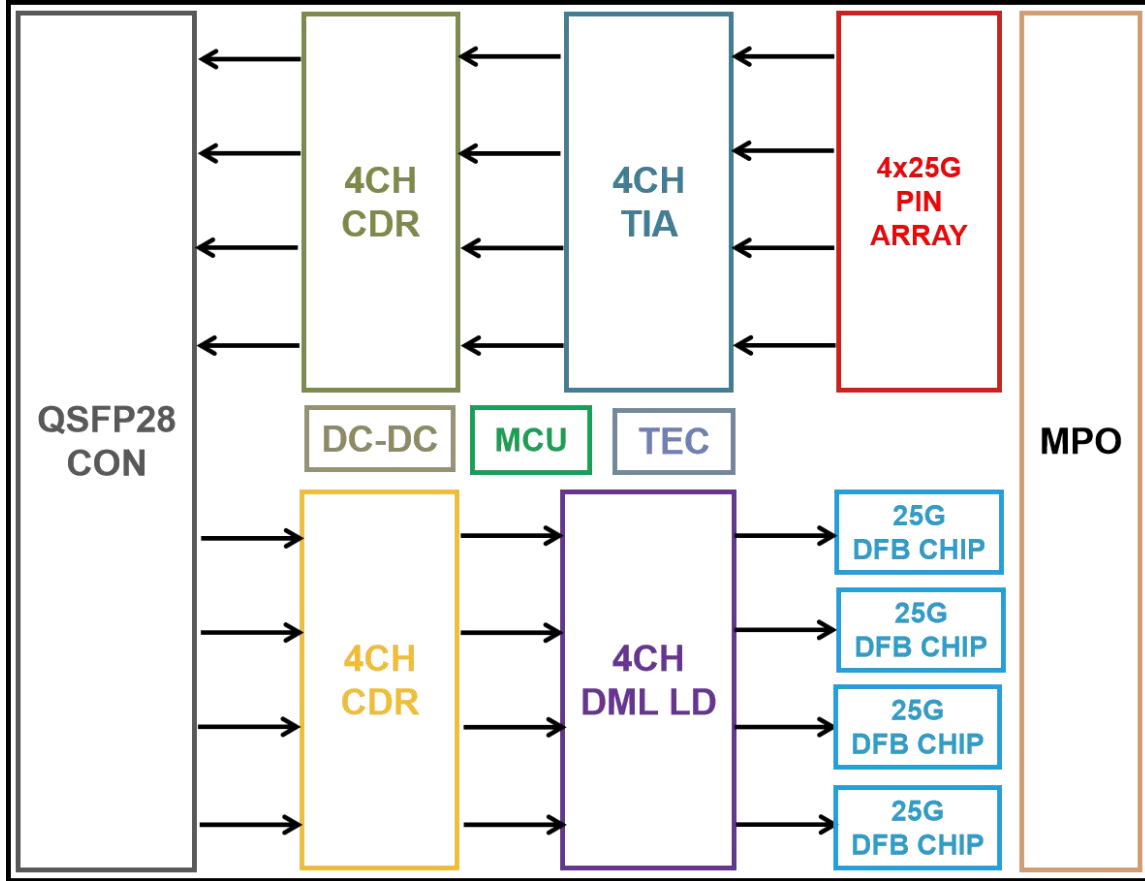 QSFP28
CON
4CH
CDR
4CH
TIA
4x25G
PIN
ARRAY
MPO
DC-DC
MCU
TEC
4CH
CDR
4CH
DML LD
25G
DFB CHIP
25G
DFB CHIP
25G
DFB CHIP
25G
DFB CHIP